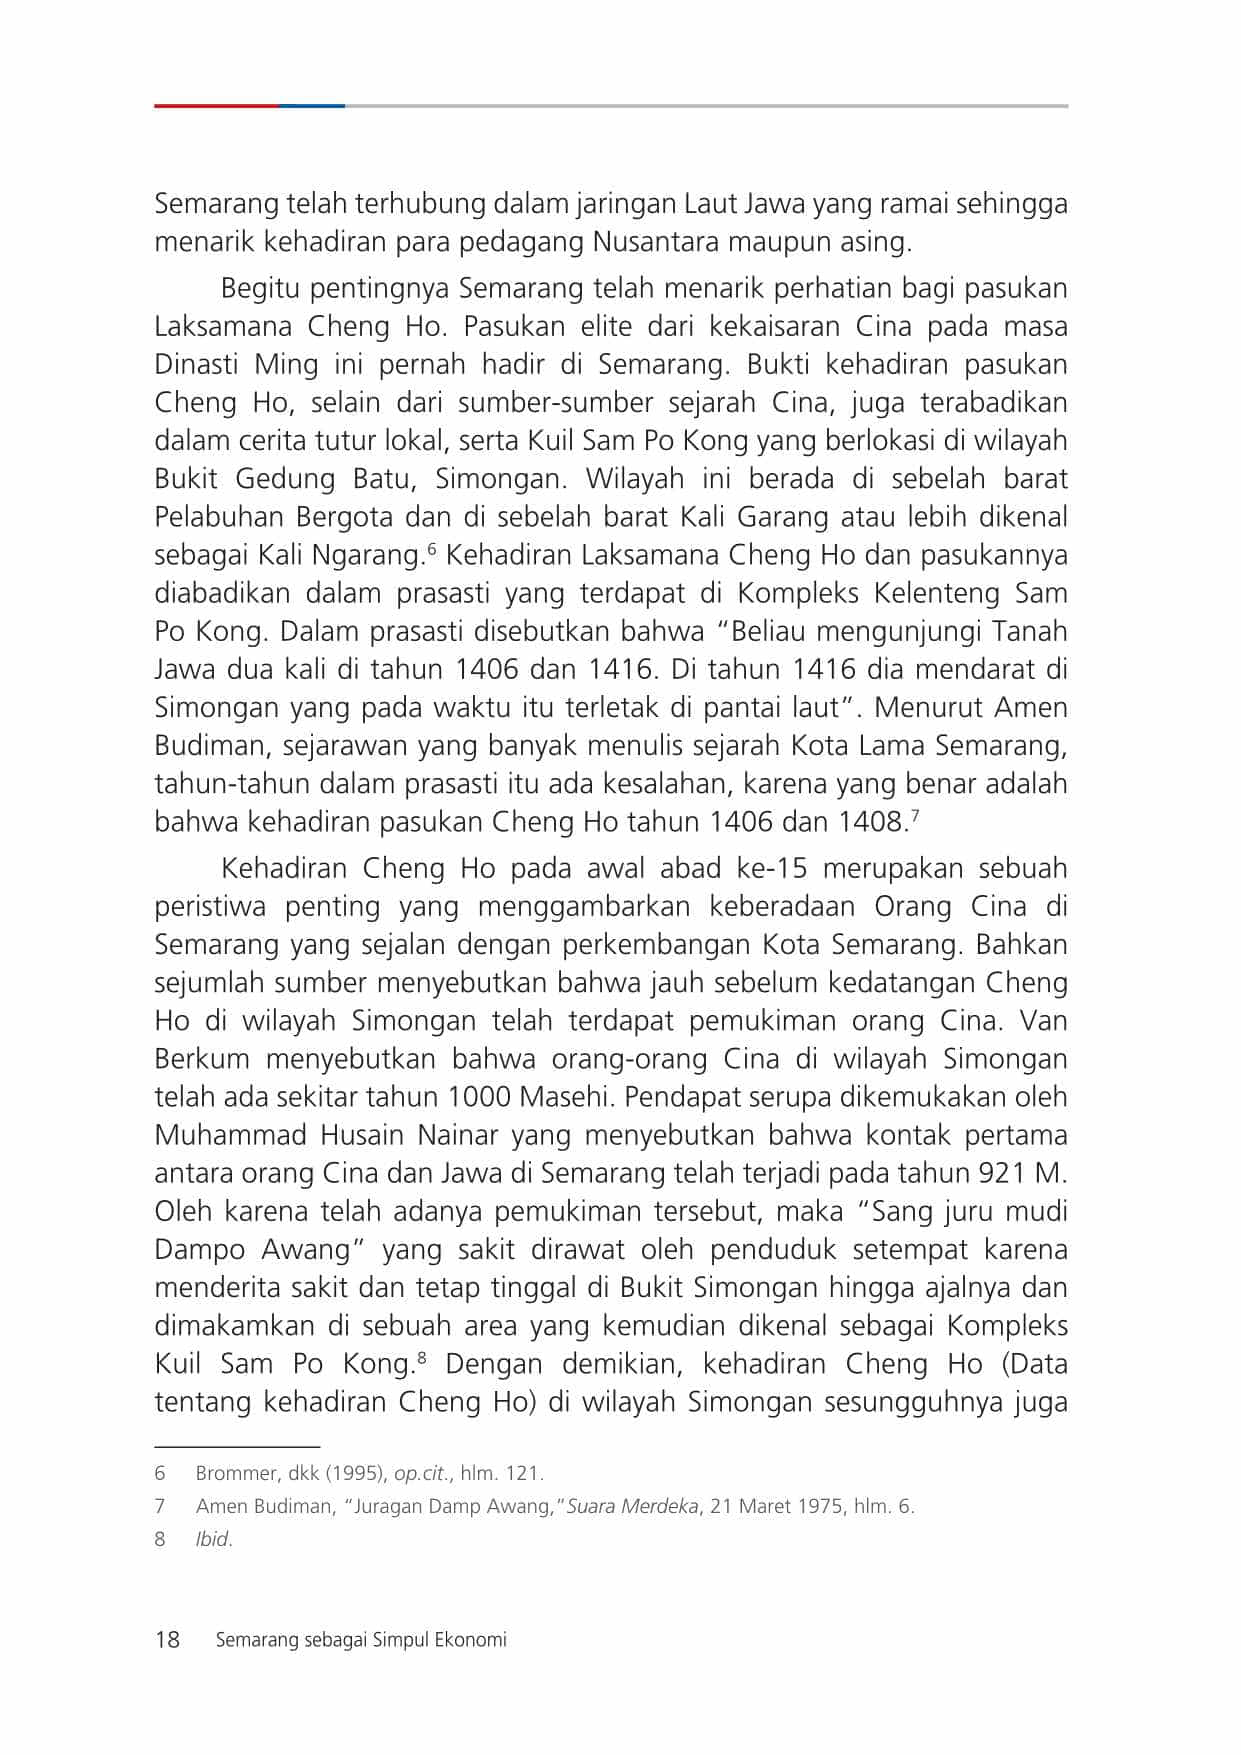 Semarang telah terhubung dalam jaringan Laut Jawa yang ramai sehingga
menarik kehadiran para pedagang Nusantara maupun asing.
Begitu pentingnya Semarang telah menarik perhatian bagi pasukan
Laksamana Cheng Ho. Pasukan elite dari kekaisaran Cina pada masa
Dinasti Ming ini pernah hadir di Semarang. Bukti kehadiran pasukan
Cheng Ho, selain dari sumber-sumber sejarah Cina, juga terabadikan
dalam cerita tutur lokal, serta Kuil Sam Po Kong yang berlokasi di wilayah
Bukit Gedung Batu, Simongan. Wilayah ini berada di sebelah barat
Pelabuhan Bergota dan di sebelah barat Kali Garang atau lebih dikenal
sebagai Kali Ngarang.6 Kehadiran Laksamana Cheng Ho dan pasukannya
diabadikan dalam prasasti yang terdapat di Kompleks Kelenteng Sam
Po Kong. Dalam prasasti disebutkan bahwa “Beliau mengunjungi Tanah
Jawa dua kali di tahun 1406 dan 1416. Di tahun 1416 dia mendarat di
Simongan yang pada waktu itu terletak di pantai laut”. Menurut Amen
Budiman, sejarawan yang banyak menulis sejarah Kota Lama Semarang,
tahun-tahun dalam prasasti itu ada kesalahan, karena yang benar adalah
bahwa kehadiran pasukan Cheng Ho tahun 1406 dan 1408.7
Kehadiran Cheng Ho pada awal abad ke-15 merupakan sebuah
peristiwa penting yang menggambarkan keberadaan Orang Cina di
Semarang yang sejalan dengan perkembangan Kota Semarang. Bahkan
sejumlah sumber menyebutkan bahwa jauh sebelum kedatangan Cheng
Ho di wilayah Simongan telah terdapat pemukiman orang Cina. Van
Berkum menyebutkan bahwa orang-orang Cina di wilayah Simongan
telah ada sekitar tahun 1000 Masehi. Pendapat serupa dikemukakan oleh
Muhammad Husain Nainar yang menyebutkan bahwa kontak pertama
antara orang Cina dan Jawa di Semarang telah terjadi pada tahun 921 M.
Oleh karena telah adanya pemukiman tersebut, maka “Sang juru mudi
Dampo Awang” yang sakit dirawat oleh penduduk setempat karena
menderita sakit dan tetap tinggal di Bukit Simongan hingga ajalnya dan
dimakamkan di sebuah area yang kemudian dikenal sebagai Kompleks
Kuil Sam Po Kong.8 Dengan demikian, kehadiran Cheng Ho (Data
tentang kehadiran Cheng Ho) di wilayah Simongan sesungguhnya juga
6 Brommer, dkk (1995), op.cit., hlm. 121.
7 Amen Budiman, “Juragan Damp Awang,”Suara Merdeka, 21 Maret 1975, hlm. 6.
8 Ibid.
18 Semarang sebagai Simpul Ekonomi